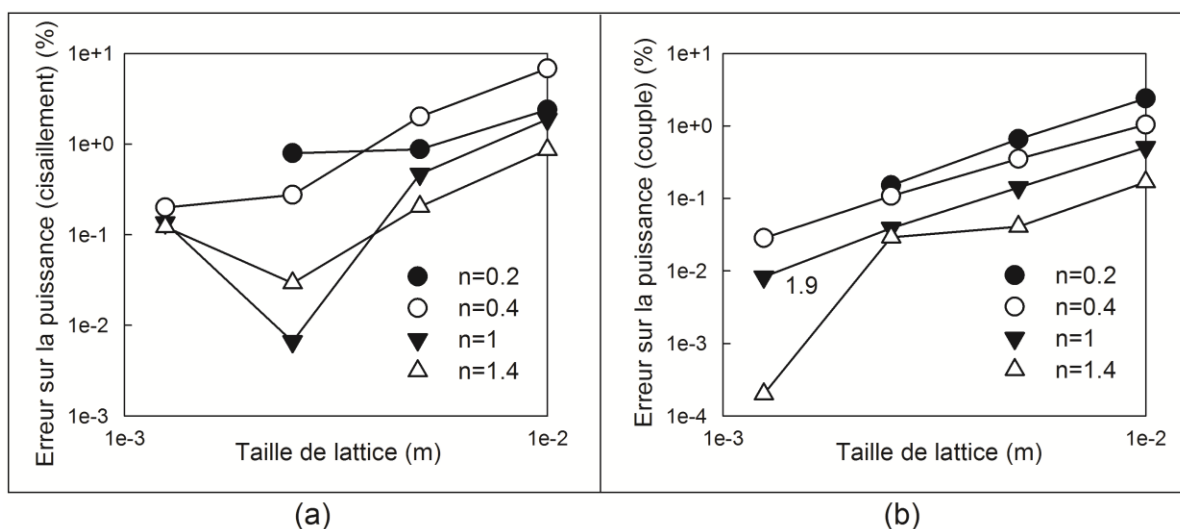 Erreur sur la puissance (cisaillement) (%)
1e+1
1e+0
1e-1
1e-2
1e-3
n=0.2
n=0.4
n=1
n=1.4
1e-3
1e-2
Taille de lattice (m)
(a)
Erreur sur la puissance (couple) (%)
1e+1
1e+0
1e-1
1e-2
1e-3
1e-4
1.9
n=0.2
n=0.4
n=1
n=1.4
1e-3
1e-2
Taille de lattice (m)
(b)